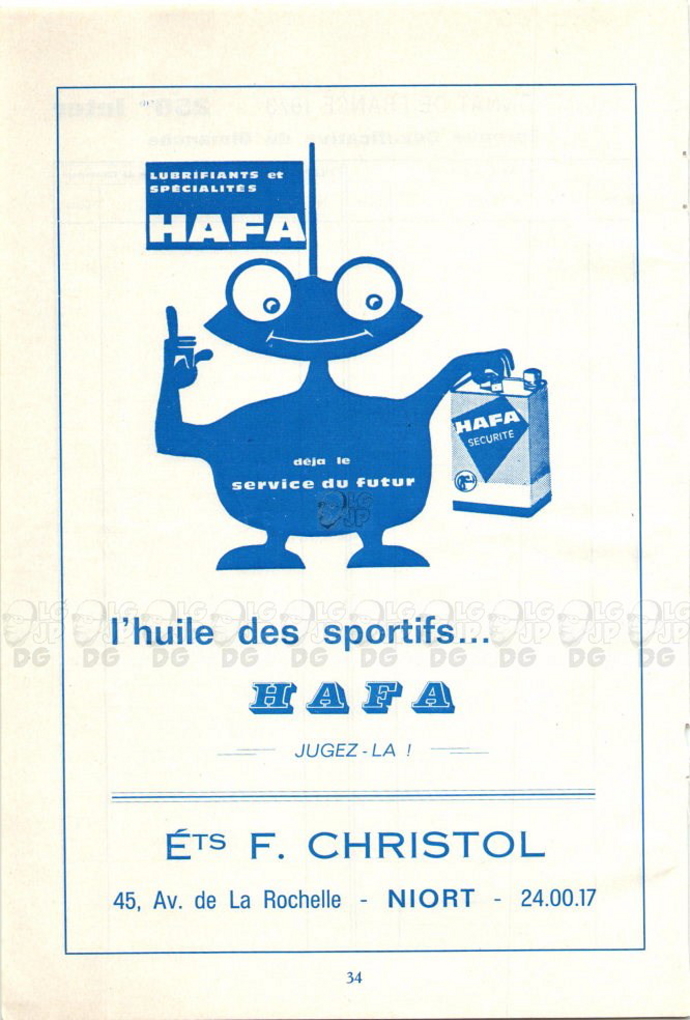 LUBRIFIANTS et
SPÉCIALITÉS
HAFA
HAFA
SECURITÉ
déja le
service du futur
l'huile des sportifs...
HAFA
JUGEZ-LA !
ÉTS F. CHRISTOL
45, Av. de La Rochelle - NIORT - 24.00.17
34